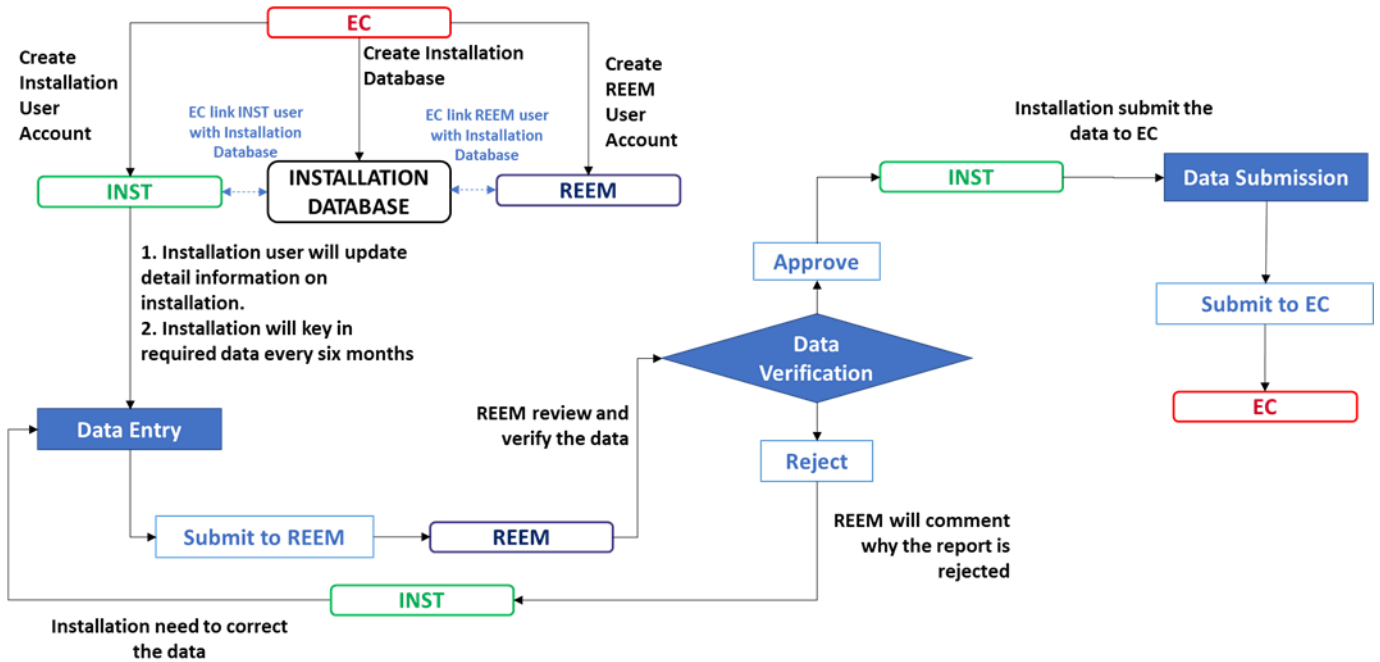 EC
Create
Installation
User
Account
Create Installation
Database
Create
REEM
User
Account
EC link INST user
with Installation
Database
EC link REEM user
with Installation
Database
INST
INSTALLATION
DATABASE
REEM
1. Installation user will update
detail information on
installation.
2. Installation will key in
required data every six months
Data Entry
Submit to REEM
REEM
REEM review and
verify the data
Data
Verification
Approve
INST
Installation submit the
data to EC
Data Submission
Submit to EC
EC
Reject
REEM will comment
why the report is
rejected
INST
Installation need to correct
the data